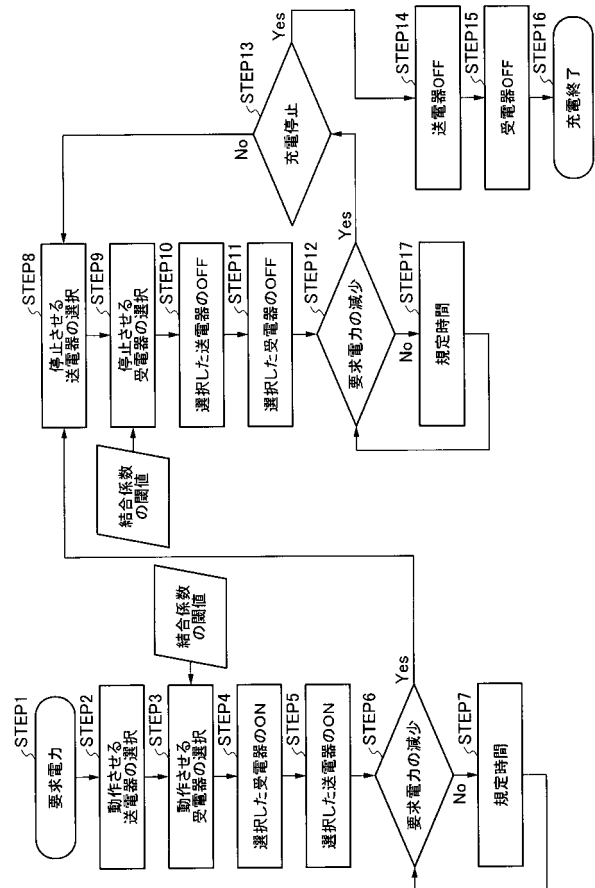 STEP1
要求電力
STEP2
動作させる
送電器の選択
STEP3
動作させる
受電器の選択
結合係数
の閾値
STEP4
選択した受電器のON
STEP5
選択した送電器のON
STEP6
要求電力の減少
Yes
No
STEP7
規定時間
STEP8
停止させる
送電器の選択
STEP9
停止させる
受電器の選択
結合係数
の閾値
STEP10
選択した送電器のOFF
STEP11
選択した受電器のOFF
STEP12
要求電力の減少
Yes
No
STEP17
規定時間
STEP13
充電停止
No
Yes
STEP14
送電器OFF
STEP15
受電器OFF
STEP16
充電終了